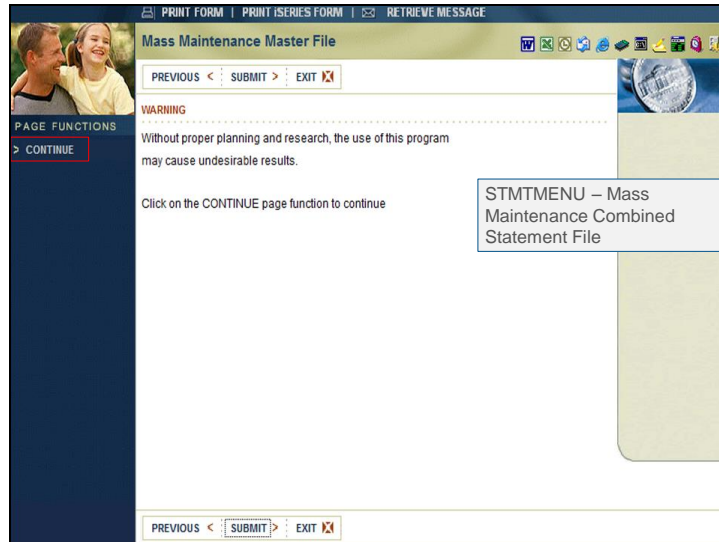 PRINT FORM | PRINT iSERIES FORM | RETRIEVE MESSAGE
Mass Maintenance Master File
PREVIOUS < SUBMIT > EXIT
WARNING
PAGE FUNCTIONS
> CONTINUE
Without proper planning and research, the use of this program
may cause undesirable results.
Click on the CONTINUE page function to continue
STMTMENU – Mass
Maintenance Combined
Statement File
PREVIOUS < SUBMIT > EXIT